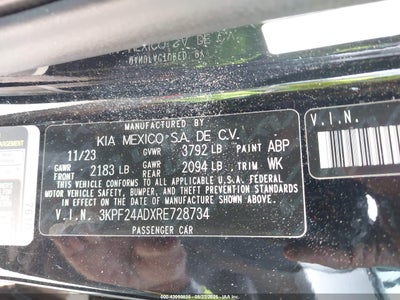 MANUFACTURED BY
KIA MEXICO S.A. DE C.V.
11/23 GVWR 3792 LB PAINT ABP
GAWR FRONT 2183 LB GAWR REAR 2094 LB TRIM WK
THIS VEHICLE CONFORMS TO ALL APPLICABLE U.S.A. FEDERAL
MOTOR VEHICLE SAFETY, BUMPER, AND THEFT PREVENTION STANDARDS
IN EFFECT ON THE DATE OF MANUFACTURE SHOWN ABOVE.
V.I.N. 3KPF24ADXRE728734
PASSENGER CAR
V.I.N.